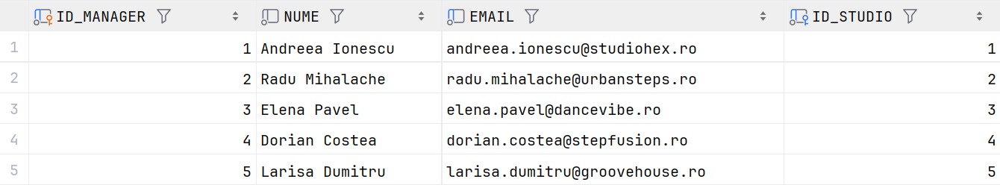 ID_MANAGER NUME EMAIL ID_STUDIO
1 1 Andreea Ionescu andreea.ionescu@studiohex.ro 1
2 2 Radu Mihalache radu.mihalache@urbansteps.ro 2
3 3 Elena Pavel elena.pavel@dancevibe.ro 3
4 4 Dorian Costea dorian.costea@stepfusion.ro 4
5 5 Larisa Dumitru larisa.dumitru@groovehouse.ro 5